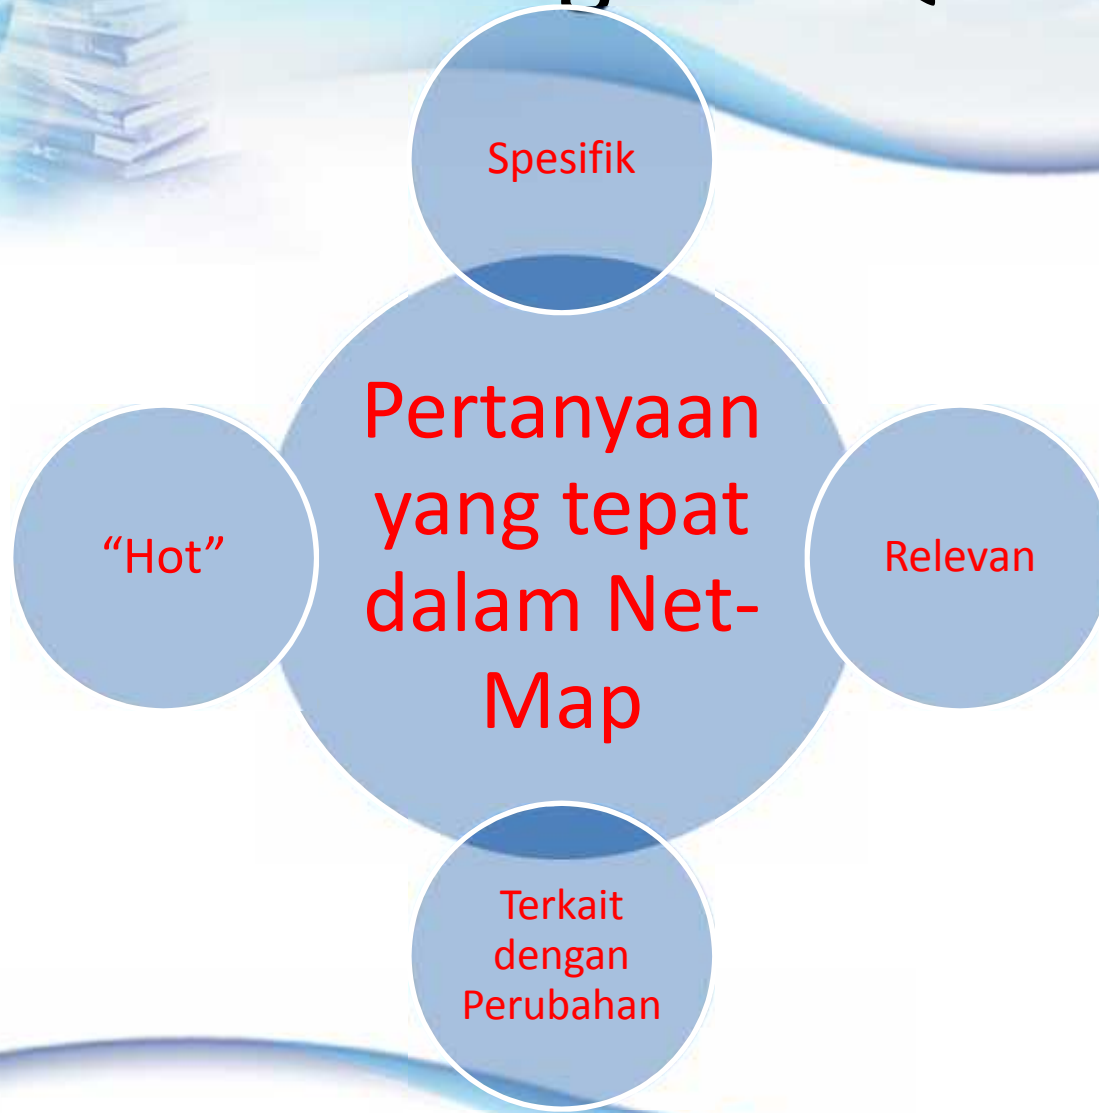 Spesifik
Pertanyaan
yang tepat
dalam Net-
Map
“Hot”
Relevan
Terkait
dengan
Perubahan